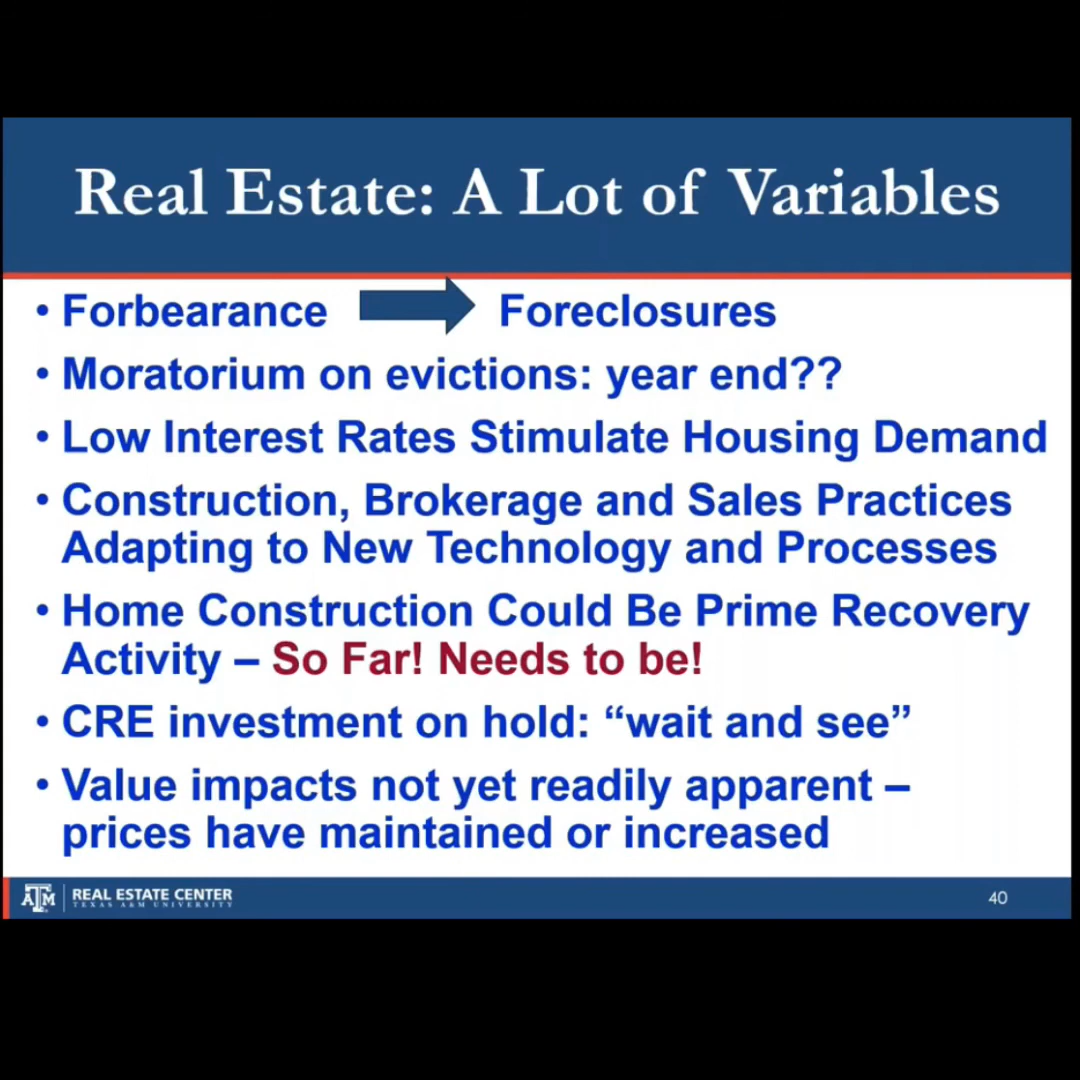 Real Estate: A Lot of Variables
• Forbearance Foreclosures
• Moratorium on evictions: year end??
• Low Interest Rates Stimulate Housing Demand
• Construction, Brokerage and Sales Practices
Adapting to New Technology and Processes
• Home Construction Could Be Prime Recovery
Activity – So Far! Needs to be!
• CRE investment on hold: “wait and see”
• Value impacts not yet readily apparent –
prices have maintained or increased
ATM REAL ESTATE CENTER
TEXAS A&M UNIVERSITY
40